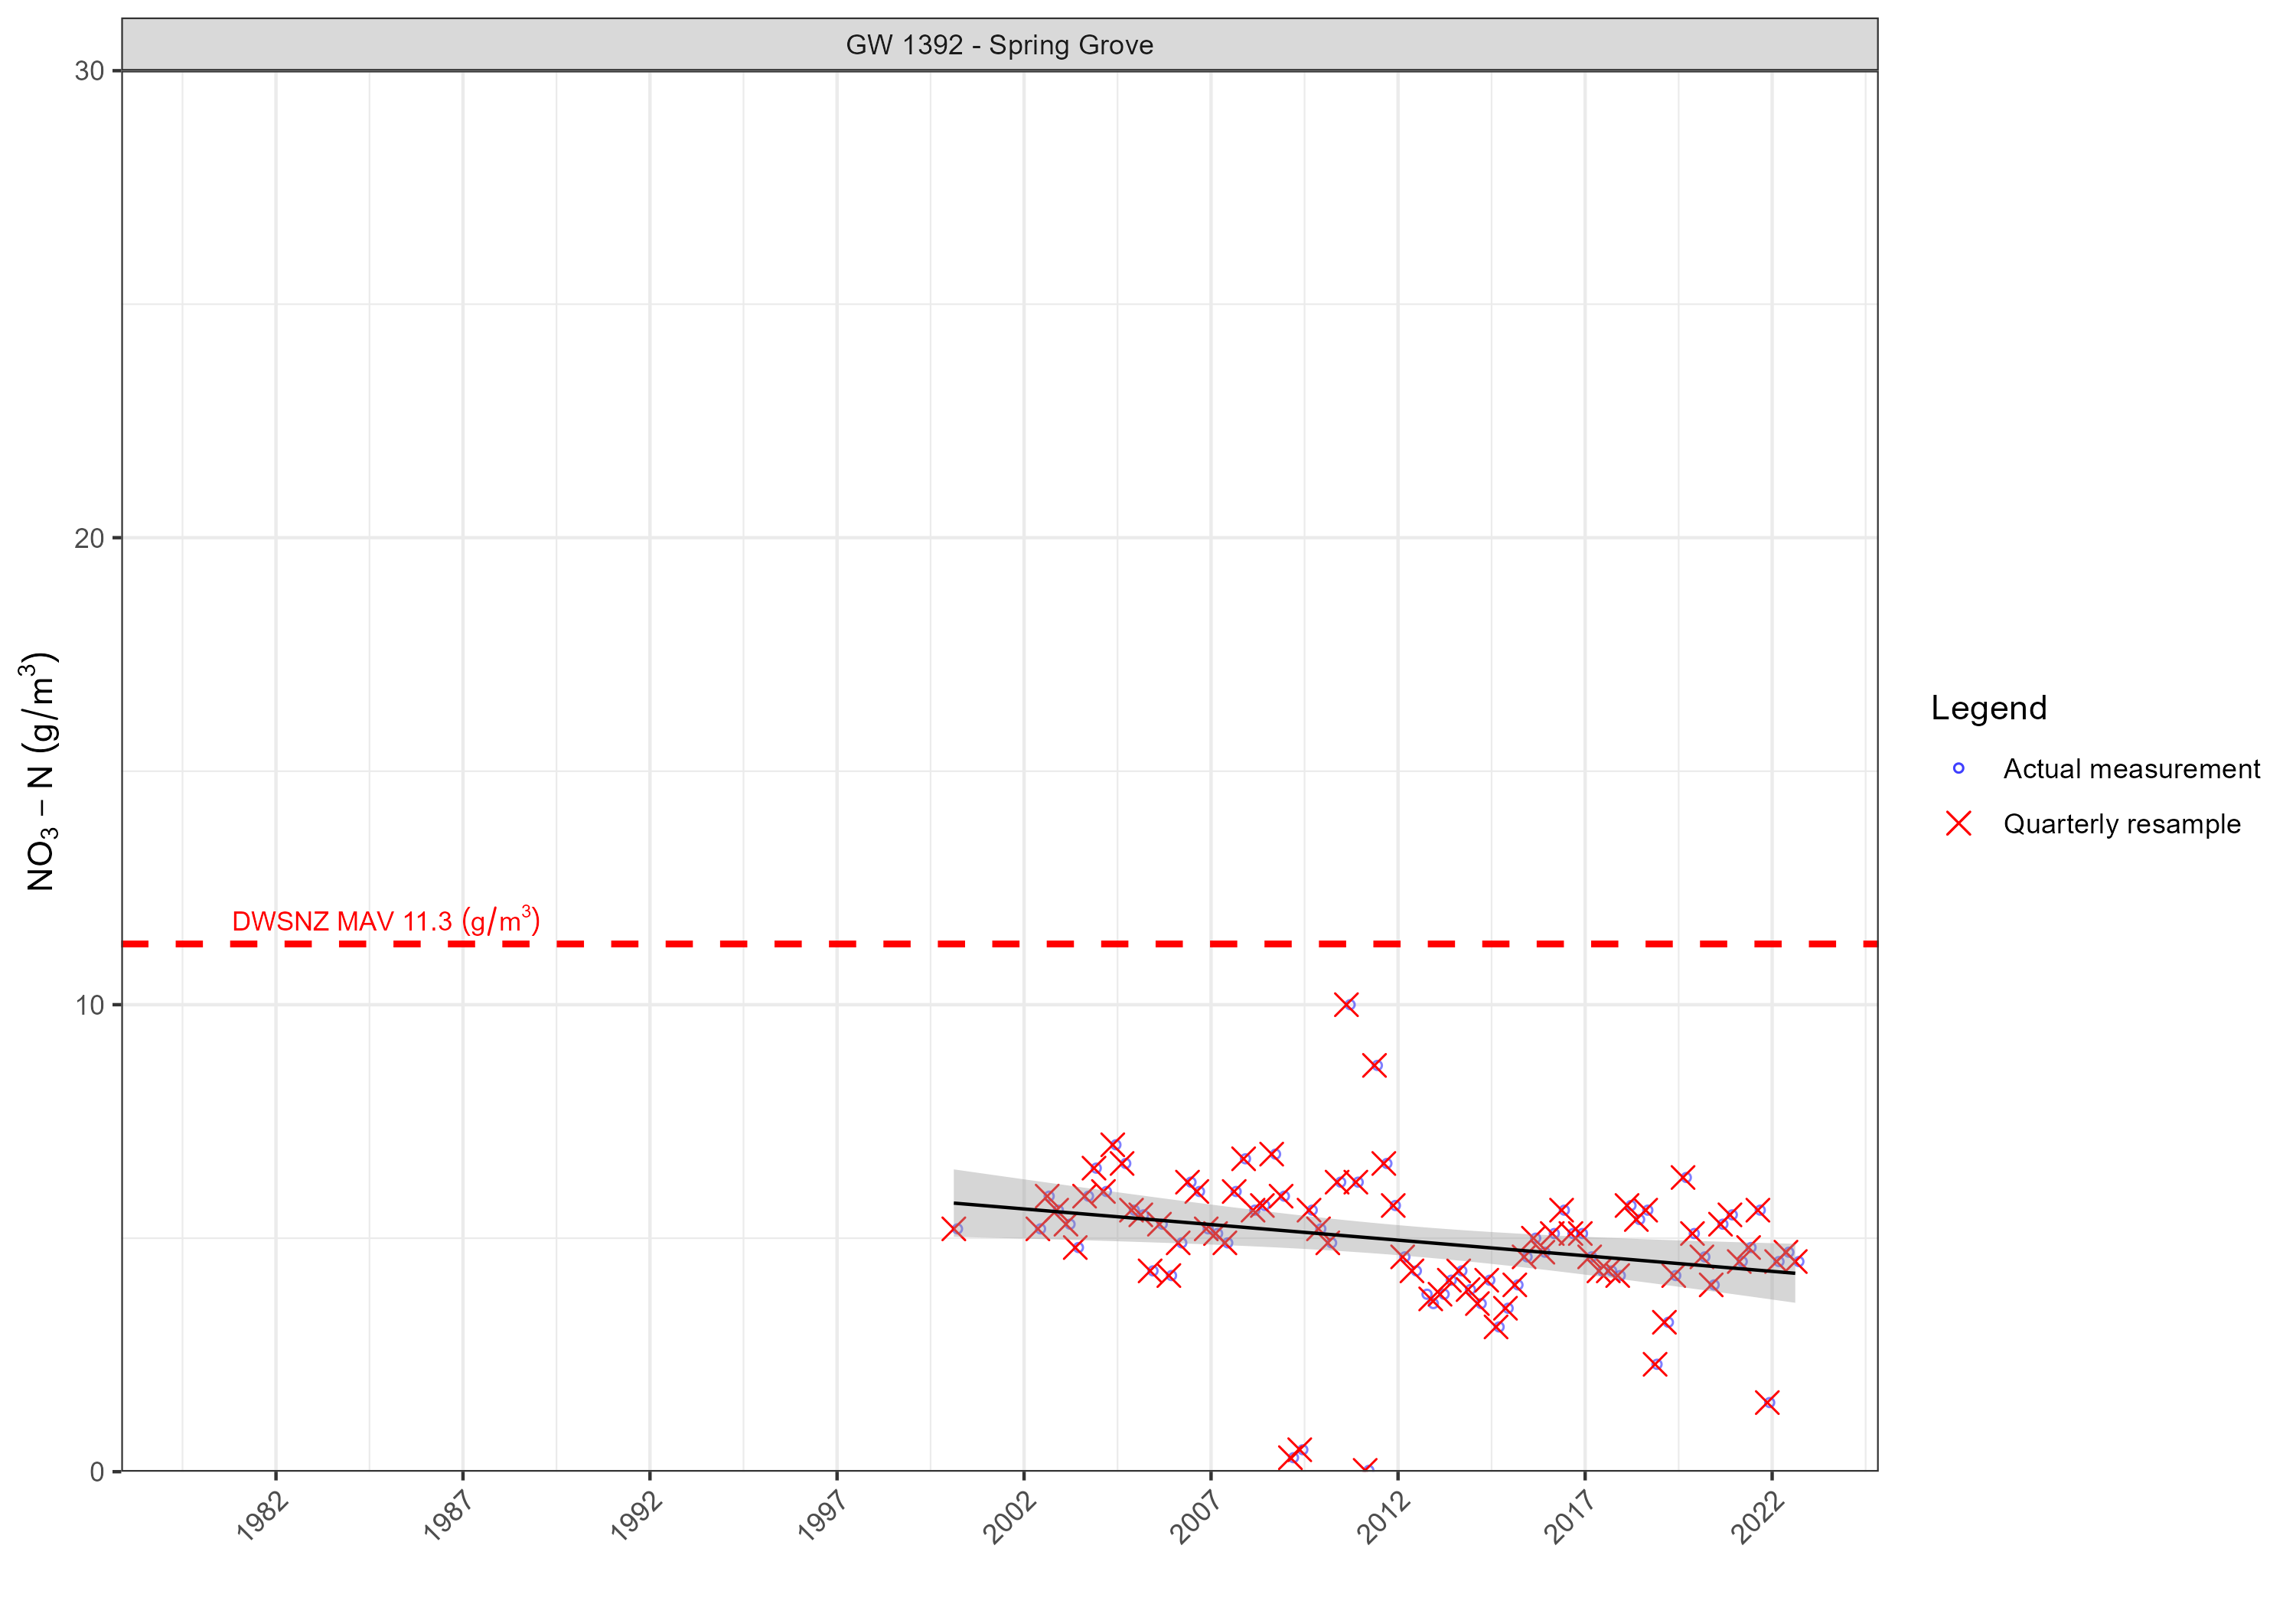 GW 1392 - Spring Grove
30
20
10
0
NO₃ – N (g/m³)
DWSNZ MAV 11.3 (g/m³)
1982
1987
1992
1997
2002
2007
2012
2017
2022
Legend
Actual measurement
Quarterly resample